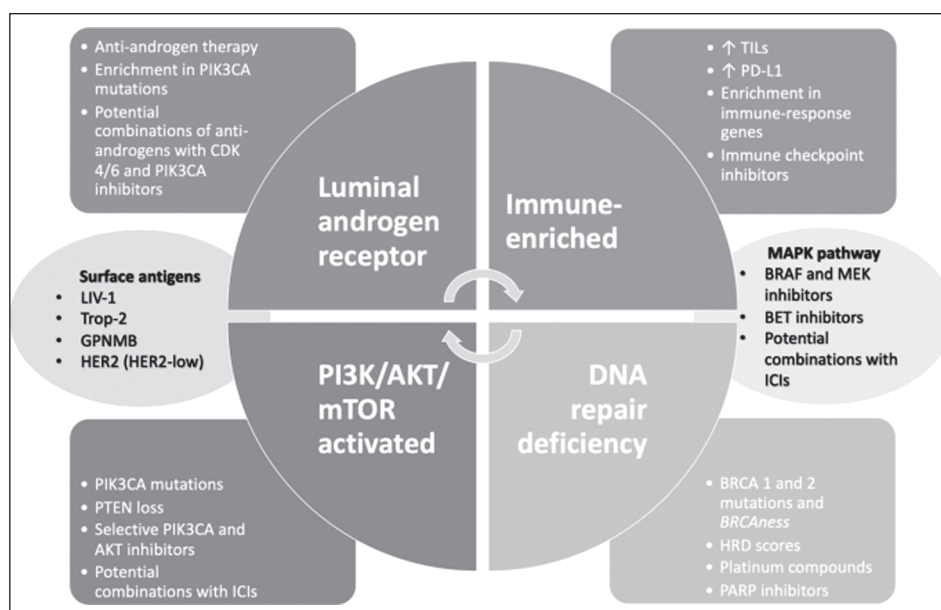 • Anti-androgen therapy
• Enrichment in PIK3CA
mutations
• Potential
combinations of anti-
androgens with CDK
4/6 and PIK3CA
inhibitors
• ↑ TILs
• ↑ PD-L1
• Enrichment in
immune-response
genes
• Immune checkpoint
inhibitors
Luminal
androgen
receptor
Immune-
enriched
Surface antigens
• LIV-1
• Trop-2
• GPNMB
• HER2 (HER2-low)
MAPK pathway
• BRAF and MEK
inhibitors
• BET inhibitors
• Potential
combinations with
ICIs
PI3K/AKT/
mTOR
activated
DNA
repair
deficiency
• PIK3CA mutations
• PTEN loss
• Selective PIK3CA and
AKT inhibitors
• Potential
combinations with ICIs
• BRCA 1 and 2
mutations and
BRCAness
• HRD scores
• Platinum compounds
• PARP inhibitors